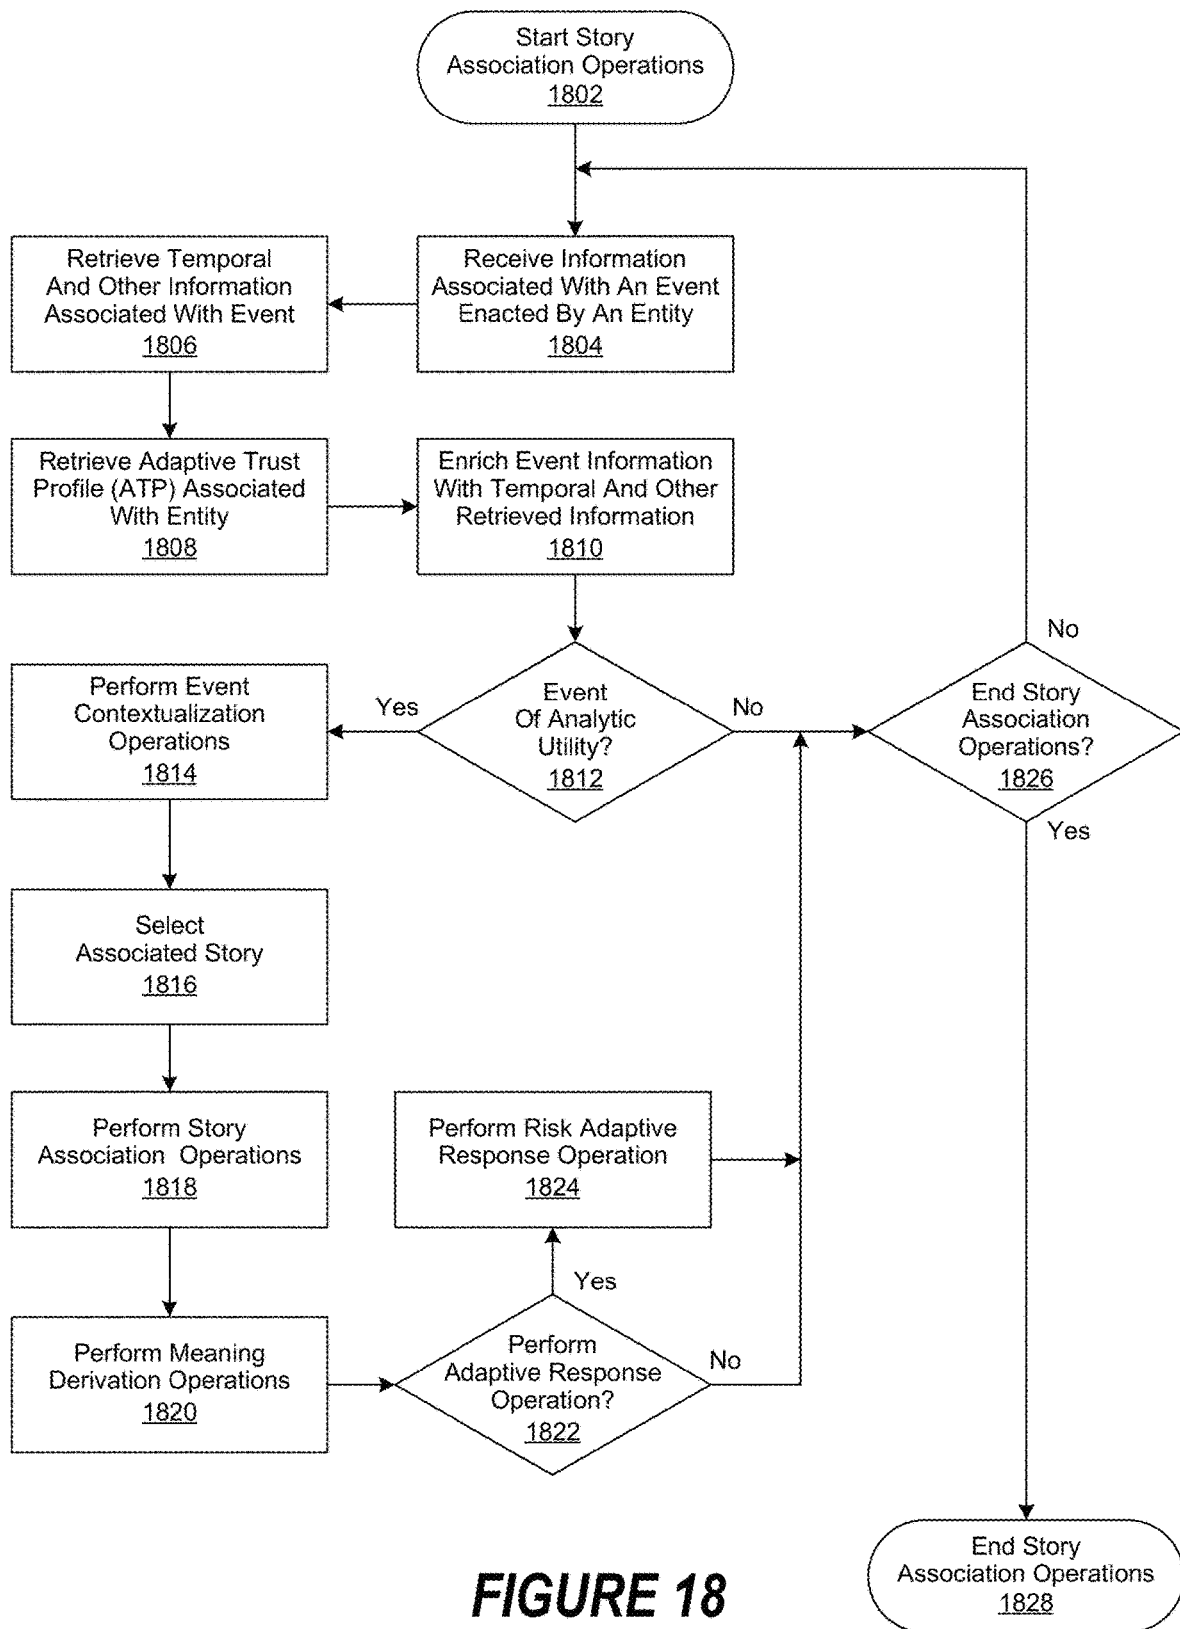 Start Story
Association Operations
1802
Retrieve Temporal
And Other Information
Associated With Event
1806
Receive Information
Associated With An Event
Enacted By An Entity
1804
Retrieve Adaptive Trust
Profile (ATP) Associated
With Entity
1808
Enrich Event Information
With Temporal And Other
Retrieved Information
1810
No
Perform Event
Contextualization
Operations
1814
Yes
Event
Of Analytic
Utility?
1812
No
End Story
Association
Operations?
1826
Yes
Select
Associated Story
1816
Perform Story
Association Operations
1818
Perform Risk Adaptive
Response Operation
1824
Yes
Perform Meaning
Derivation Operations
1820
Perform
Adaptive Response
Operation?
1822
No
End Story
Association Operations
1828
FIGURE 18